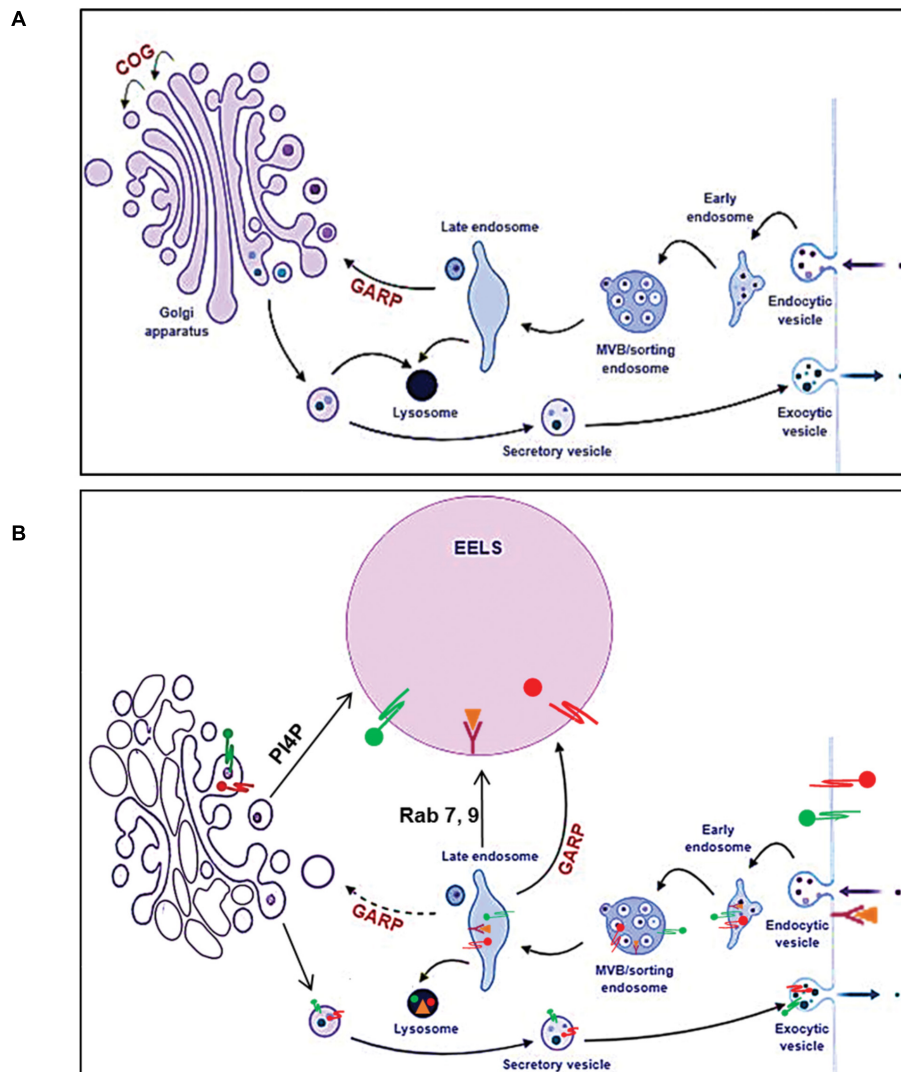 A
COG
Early
endosome
Late endosome
GARP
Golgi
apparatus
Endocytic
vesicle
MVB/sorting
endosome
Lysosome
Exocytic
vesicle
Secretory vesicle
B
EELS
PI4P
Rab 7, 9
GARP
Early
endosome
Late endosome
GARP
Endocytic
vesicle
MVB/sorting
endosome
Lysosome
Exocytic
vesicle
Secretory vesicle